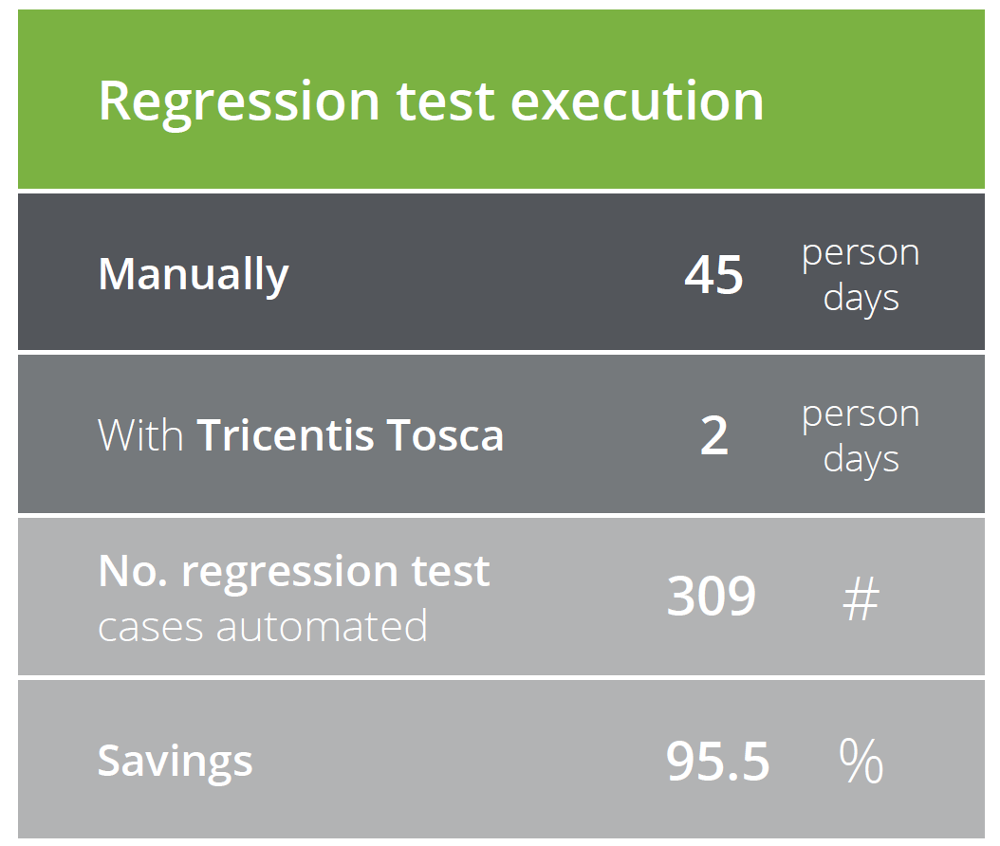 Regression test execution
Manually 45 person days
With Tricentis Tosca 2 person days
No. regression test
cases automated 309 #
Savings 95.5 %